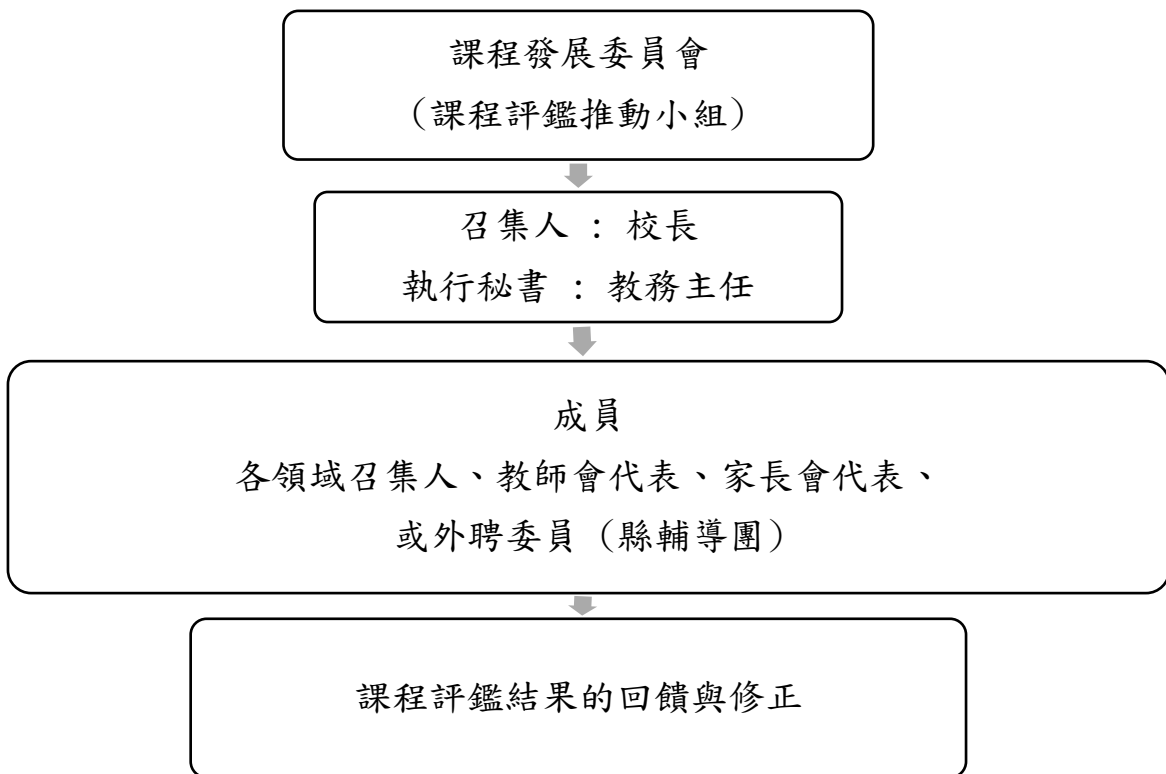 課程發展委員會
（課程評鑑推動小組）
召集人 : 校長
執行秘書 : 教務主任
成員
各領域召集人、教師會代表、家長會代表、
或外聘委員（縣輔導團）
課程評鑑結果的回饋與修正